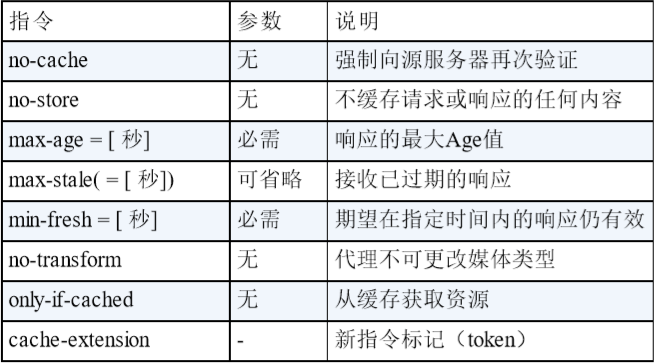 指令 参数 说明
no-cache 无 强制向源服务器再次验证
no-store 无 不缓存请求或响应的任何内容
max-age = [ 秒] 必需 响应的最大Age值
max-stale( = [ 秒]) 可省略 接收已过期的响应
min-fresh = [ 秒] 必需 期望在指定时间内的响应仍有效
no-transform 无 代理不可更改媒体类型
only-if-cached 无 从缓存获取资源
cache-extension - 新指令标记（token）